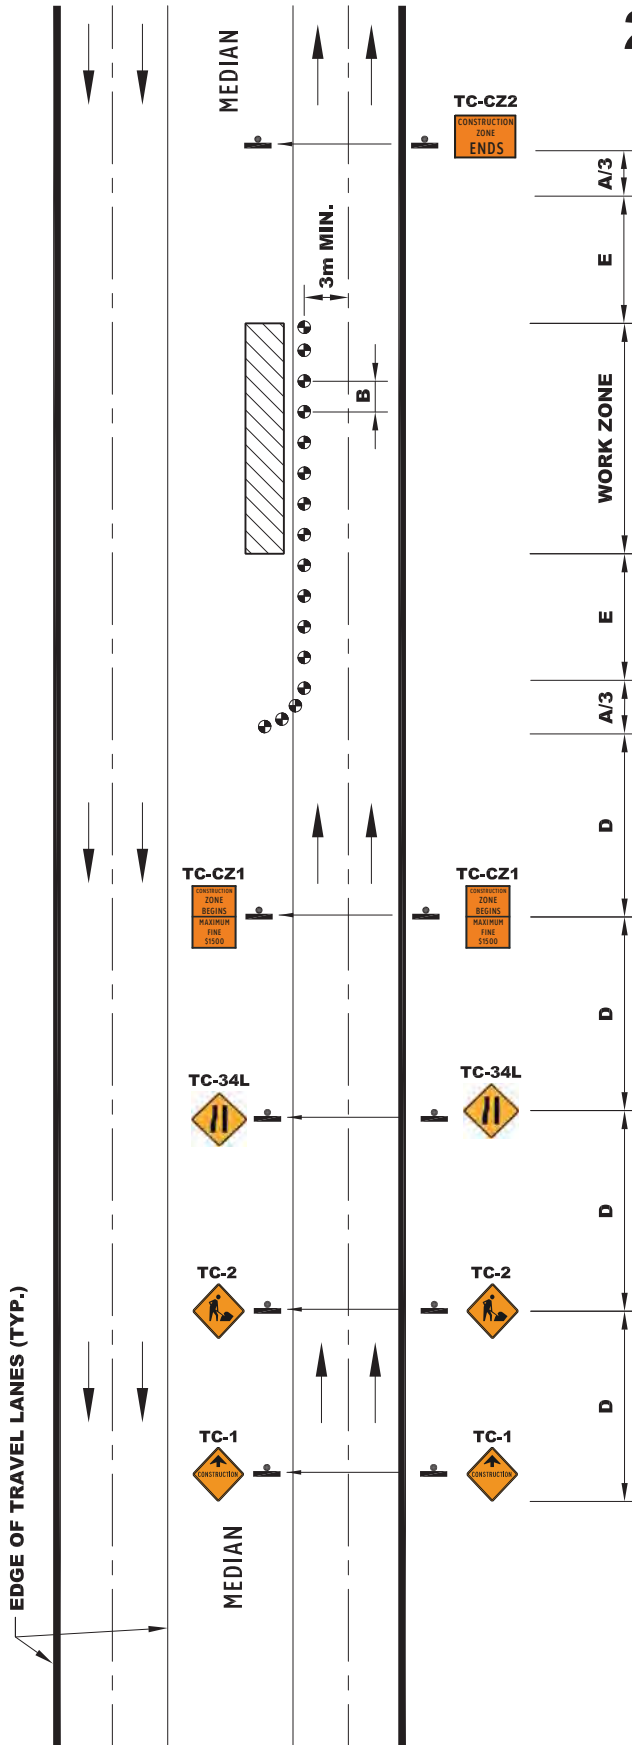 2
MEDIAN
TC-CZ2
CONSTRUCTION
ZONE
ENDS
A/3
3m MIN.
E
B
WORK ZONE
E
A/3
D
TC-CZ1
CONSTRUCTION
ZONE
BEGINS
MAXIMUM
FINE
$1500
TC-CZ1
CONSTRUCTION
ZONE
BEGINS
MAXIMUM
FINE
$1500
D
TC-34L
TC-34L
D
TC-2
TC-2
EDGE OF TRAVEL LANES (TYP.)
D
TC-1
CONSTRUCTION
TC-1
CONSTRUCTION
MEDIAN